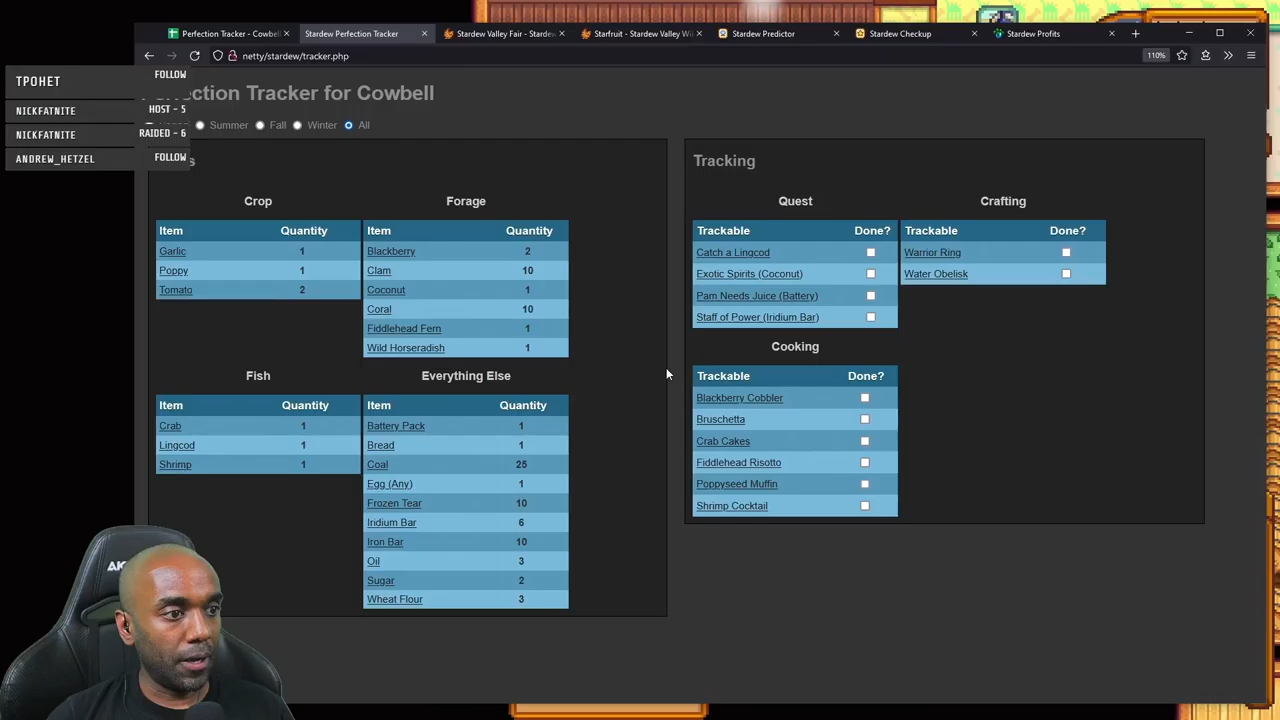 Perfection Tracker - Cowbell
Stardew Perfection Tracker
Stardew Valley Fair - Stardew
Starfruit - Stardew Valley Wi
Stardew Predictor
Stardew Checkup
Stardew Profits
netty/stardew/tracker.php
110%
TPOHET FOLLOW
NICKFATNITE HOST - 5
NICKFATNITE RAIDED - 6
ANDREW_HETZEL FOLLOW
fection Tracker for Cowbell
Summer Fall Winter All
s
Crop
Item Quantity
Garlic 1
Poppy 1
Tomato 2
Forage
Item Quantity
Blackberry 2
Clam 10
Coconut 1
Coral 10
Fiddlehead Fern 1
Wild Horseradish 1
Fish
Item Quantity
Crab 1
Lingcod 1
Shrimp 1
Everything Else
Item Quantity
Battery Pack 1
Bread 1
Coal 25
Egg (Any) 1
Frozen Tear 10
Iridium Bar 6
Iron Bar 10
Oil 3
Sugar 2
Wheat Flour 3
Tracking
Quest
Trackable Done?
Catch a Lingcod
Exotic Spirits (Coconut)
Pam Needs Juice (Battery)
Staff of Power (Iridium Bar)
Crafting
Trackable Done?
Warrior Ring
Water Obelisk
Cooking
Trackable Done?
Blackberry Cobbler
Bruschetta
Crab Cakes
Fiddlehead Risotto
Poppyseed Muffin
Shrimp Cocktail
AK